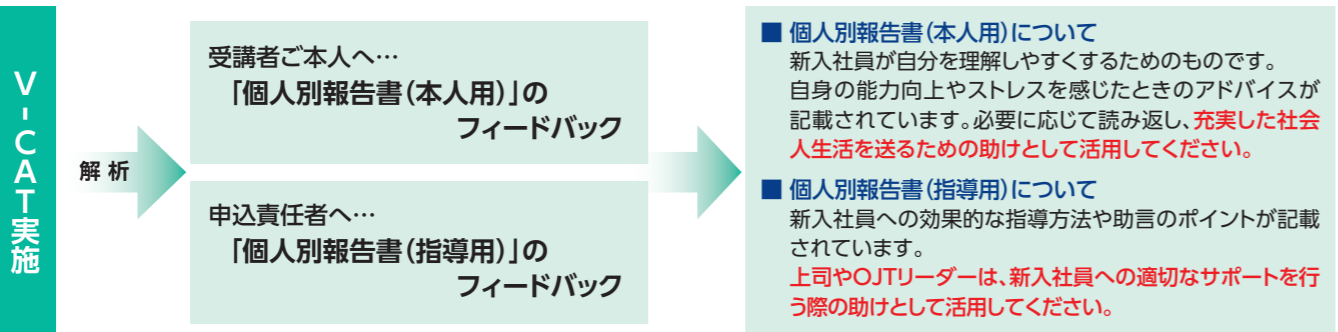 V-CAT実施
解析
受講者ご本人へ…
「個人別報告書(本人用)」の
フィードバック
申込責任者へ…
「個人別報告書(指導用)」の
フィードバック
■ 個人別報告書(本人用)について
新入社員が自分を理解しやすくするためのものです。
自身の能力向上やストレスを感じたときのアドバイスが
記載されています。必要に応じて読み返し、充実した社会
人生活を送るための助けとして活用してください。
■ 個人別報告書(指導用)について
新入社員への効果的な指導方法や助言のポイントが記載
されています。
上司やOJTリーダーは、新入社員への適切なサポートを行
う際の助けとして活用してください。